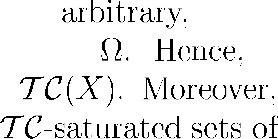 arbitrary,
Ω. Hence,
𝒯𝒞(X). Moreover,
𝒯𝒞-saturated sets of